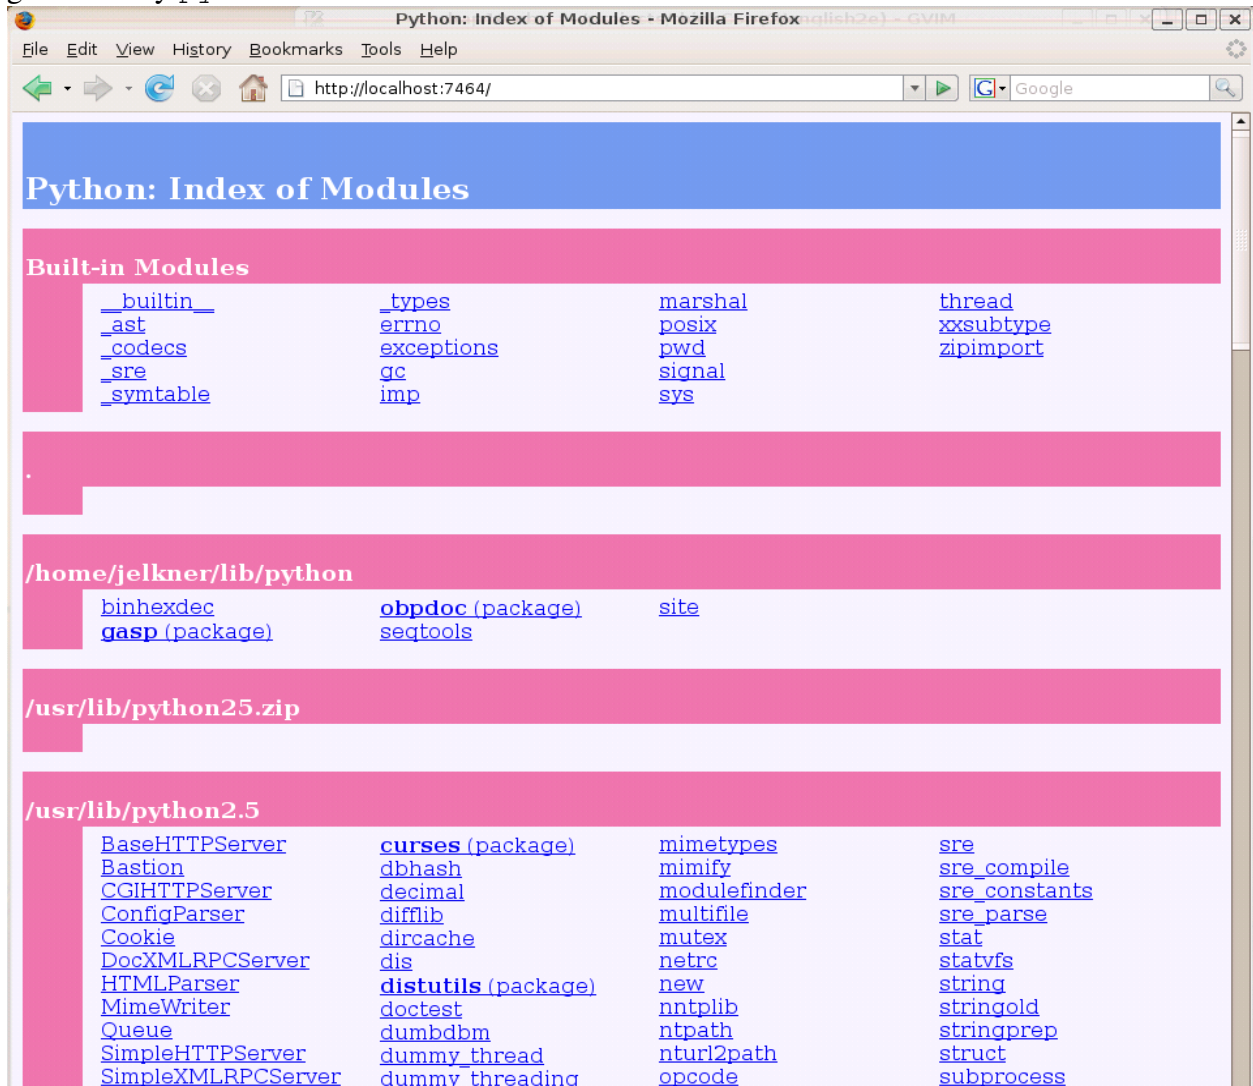 Python: Index of Modules - Mozilla Firefox
File Edit View History Bookmarks Tools Help
http://localhost:7464/ G Google
Python: Index of Modules
Built-in Modules
__builtin__ _types marshal thread
_ast errno posix xxsubtype
_codecs exceptions pwd zipimport
_sre gc signal
_symtable imp sys
.
/home/jelkner/lib/python
binhexdec obpdoc (package) site
gasp (package) seqtools
/usr/lib/python25.zip
/usr/lib/python2.5
BaseHTTPServer curses (package) mimetypes sre
Bastion dbhash mimify sre_compile
CGIHTTPServer decimal modulefinder sre_constants
ConfigParser difflib multifile sre_parse
Cookie dircache mutex stat
DocXMLRPCServer dis netrc statvfs
HTMLParser distutils (package) new string
MimeWriter doctest nntplib stringold
Queue dumbdbm ntpath stringprep
SimpleHTTPServer dummy_thread nturl2path struct
SimpleXMLRPCServer dummy_threading opcode subprocess